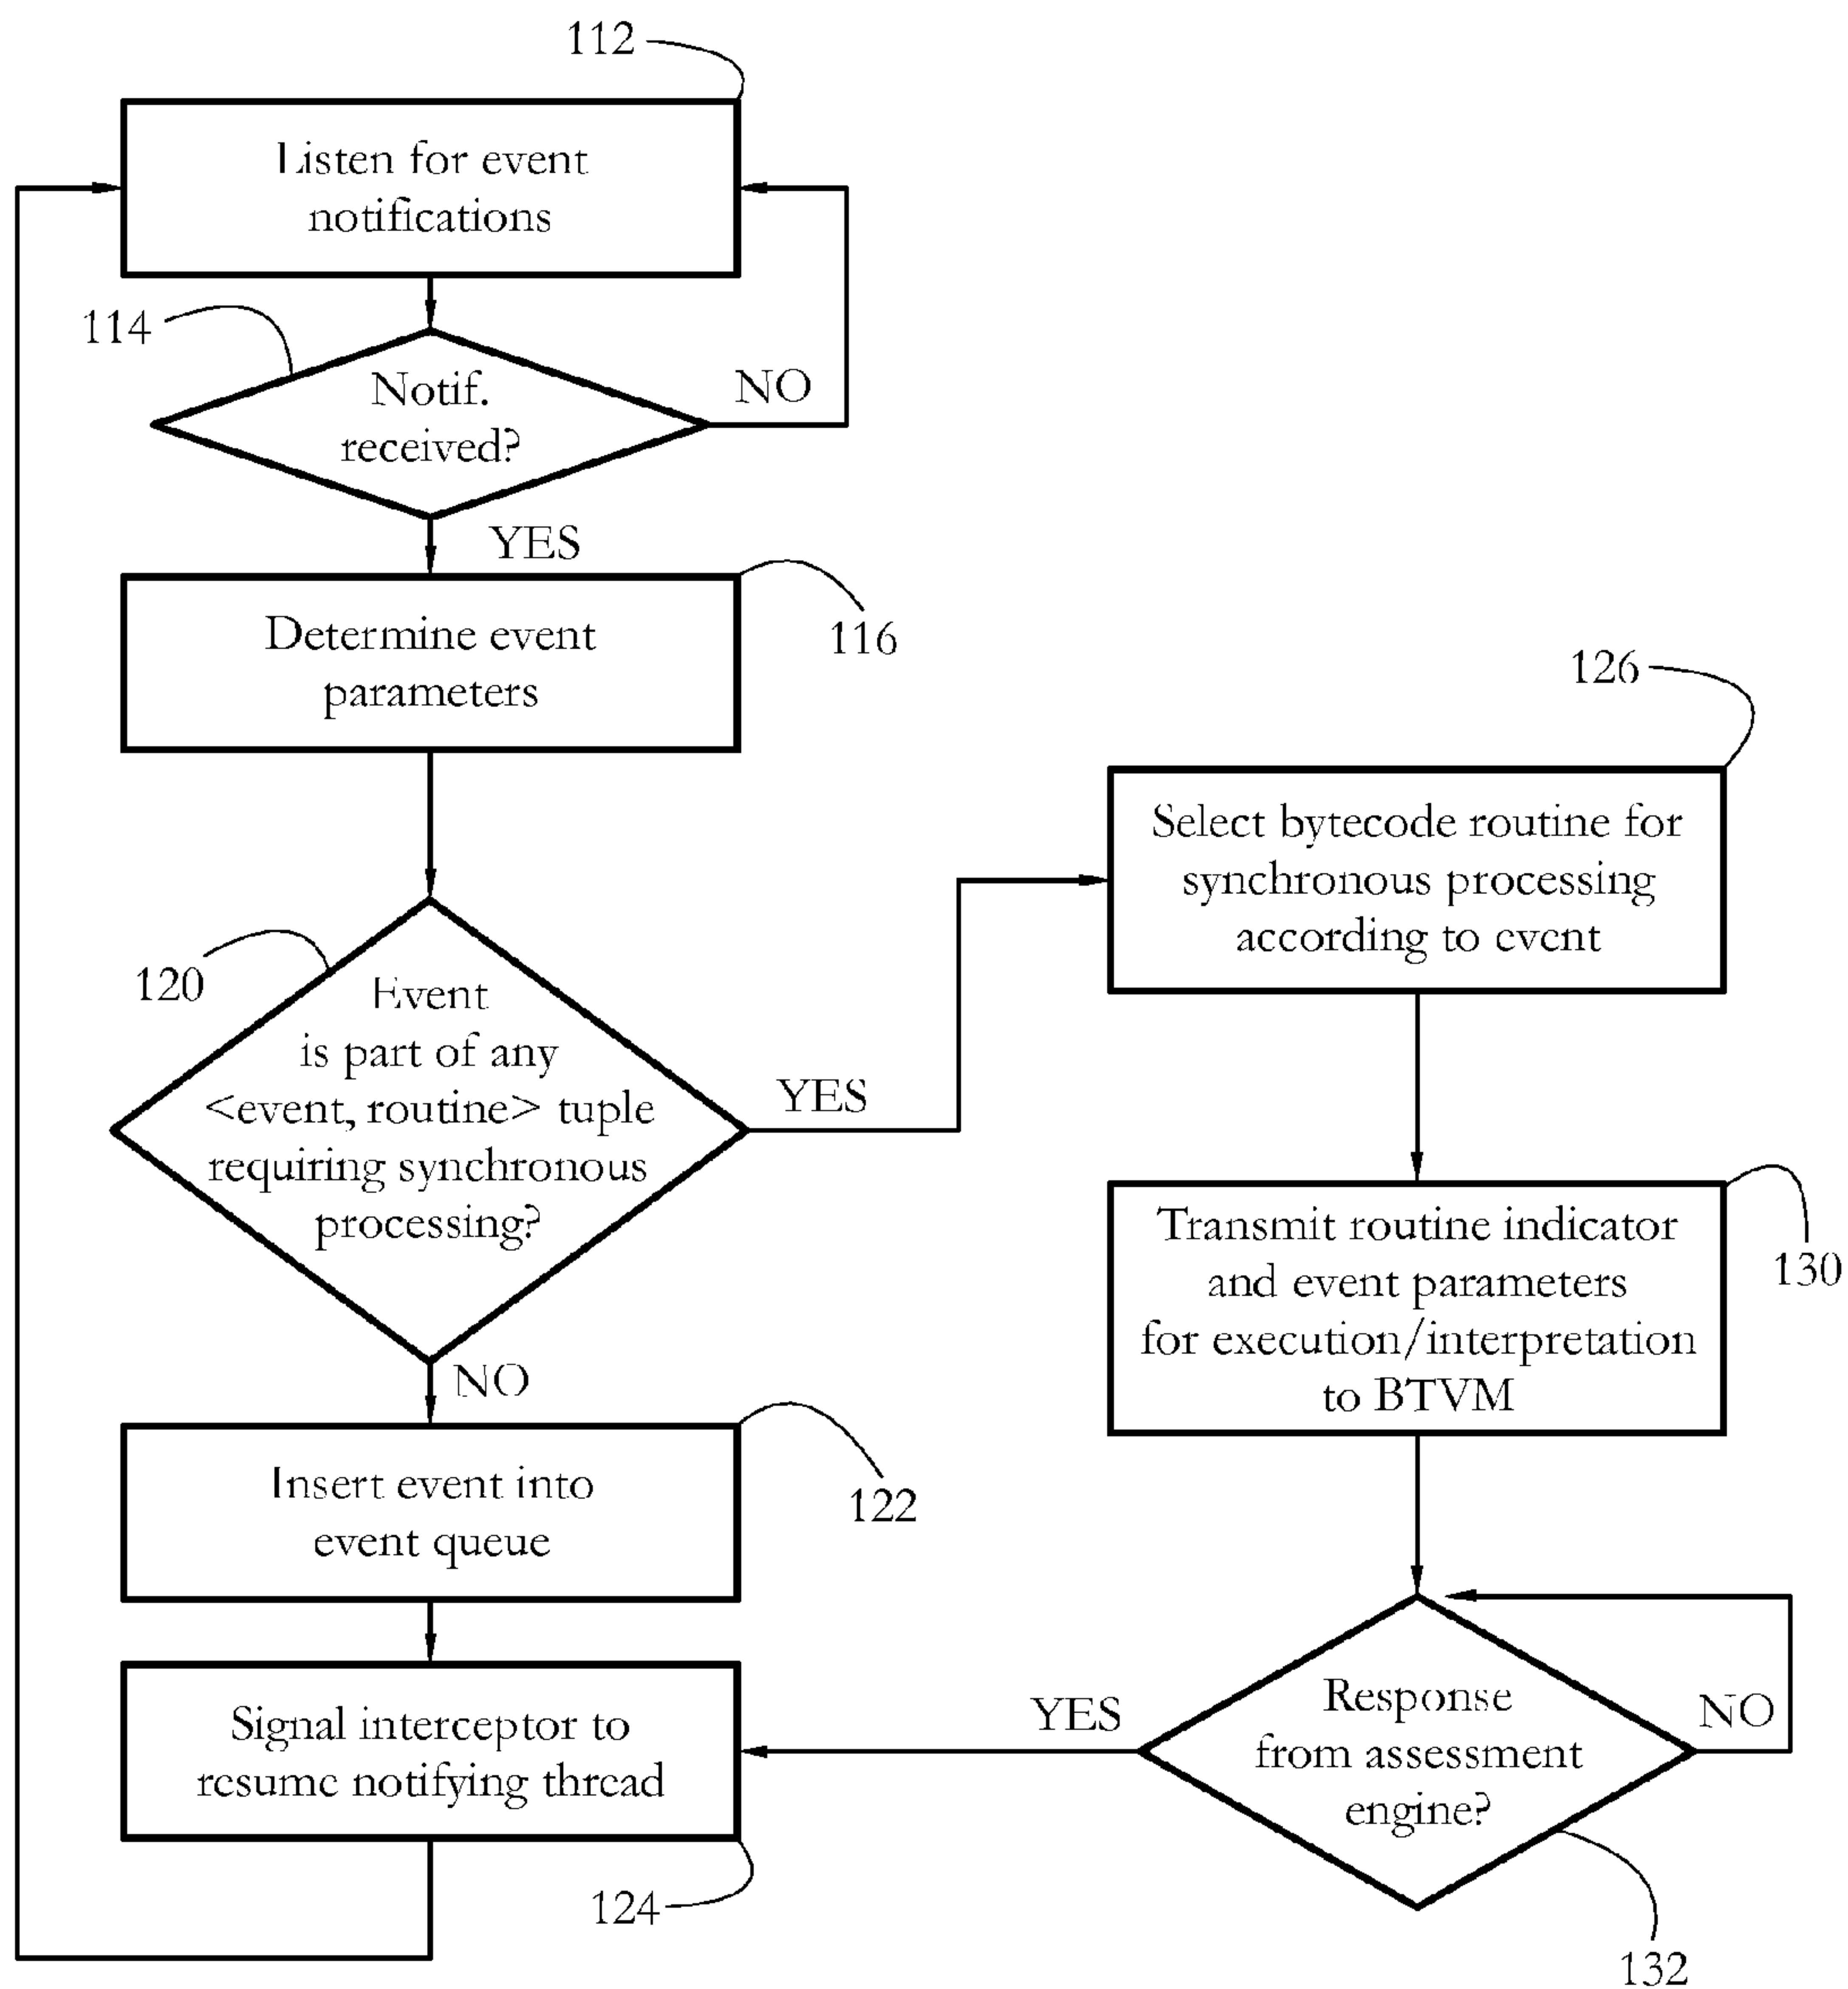 112
Listen for event
notifications
114
Notif.
received?
NO
YES
Determine event
parameters
116
120
Event
is part of any
<event, routine> tuple
requiring synchronous
processing?
YES
NO
126
Select bytecode routine for
synchronous processing
according to event
Transmit routine indicator
and event parameters
for execution/interpretation
to BTVM
130
Insert event into
event queue
122
Signal interceptor to
resume notifying thread
124
YES
Response
from assessment
engine?
NO
132